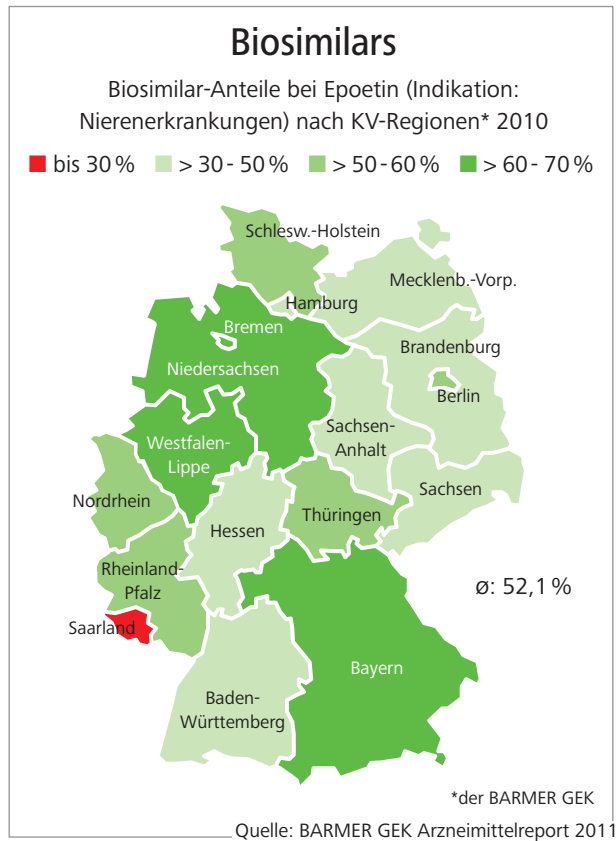 Biosimilars
Biosimilar-Anteile bei Epoetin (Indikation:
Nierenerkrankungen) nach KV-Regionen* 2010
bis 30 % > 30 - 50 % > 50 - 60 % > 60 - 70 %
Schlesw.-Holstein
Mecklenb.-Vorp.
Hamburg
Bremen
Brandenburg
Niedersachsen
Berlin
Sachsen-
Anhalt
Westfalen-
Lippe
Sachsen
Nordrhein
Thüringen
Hessen
Rheinland-
Pfalz
ø: 52,1 %
Saarland
Bayern
Baden-
Württemberg
*der BARMER GEK
Quelle: BARMER GEK Arzneimittelreport 2011